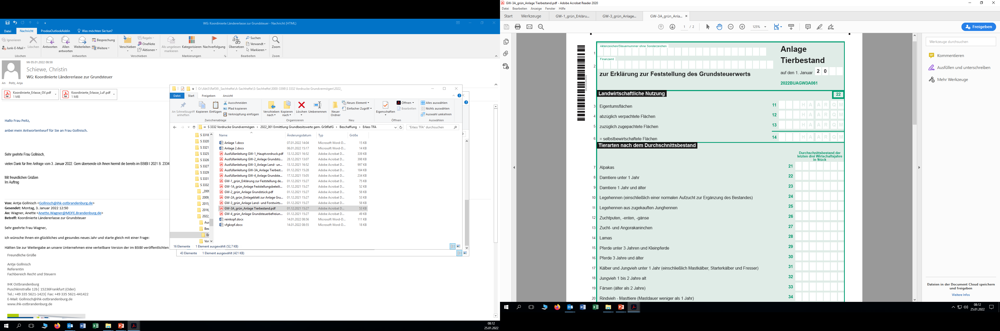 WG: Koordinierte Ländererlasse zur Grundsteuer - Nachricht (HTML)
Datei Nachricht ProdeaOutlookAddin Was möchten Sie tun?
Ignorieren
Junk-E-Mail
Löschen
Antworten
Allen antworten
Weiterleiten
Besprechung
Weitere
Verschieben
Regeln
OneNote
Aktionen
Als ungelesen markieren
Kategorisieren
Nachverfolgung
Übersetzen
Suchen
Verwandt
Markieren
Zoom
Löschen Antworten Verschieben Markierungen Bearbeiten Zoom
Mi 05.01.2022 08:58
Schiewe, Christin
WG: Koordinierte Ländererlasse zur Grundsteuer
An Peitz, Anja
Koordinierte_Erlasse_GV.pdf
1 MB
Koordinierte_Erlasse_LuF.pdf
1 MB
Hallo Frau Peitz,
anbei mein Antwortentwurf für Sie an Frau Gollnisch.
Sehr geehrte Frau Gollnisch,
vielen Dank für Ihre Anfrage vom 3. Januar 2022. Gern übersende ich Ihnen hiermit die bereits im BStBl I 2021 S. 2334
Mit freundlichen Grüßen
Im Auftrag
Von: Antje Gollnisch <Gollnisch@ihk-ostbrandenburg.de>
Gesendet: Montag, 3. Januar 2022 12:50
An: Wagner, Anette <Anette.Wagner@MDFE.Brandenburg.de>
Betreff: Koordinierte Ländererlasse zur Grundsteuer
Sehr geehrte Frau Wagner,
ich wünsche Ihnen ein glückliches und gesundes neues Jahr und starte gleich mit einer Frage:
Hätten Sie zur Weitergabe an unsere Unternehmen eine verteilbare Version der im BStBl veröffentlichten
Freundliche Grüße
Antje Gollnisch
Referentin
Fachbereich Recht und Steuern
IHK Ostbrandenburg
Puschkinstraße 12b| 15236Frankfurt (Oder)
Tel.: +49 335 5621-1423| Fax: +49 335 5621-441422
E-Mail: Gollnisch@ihk-ostbrandenburg.de
www.ihk-ostbrandenburg.de
O:\Abt3\Ref36\_Sachhefte\A-Sachhefte\S-Sachhefte\3000-3398\S 3332 Vordrucke Grundvermögen\2022_
Datei Start Freigeben Ansicht
An Schnellzugriff anheften
Kopieren
Einfügen
Ausschneiden
Pfad kopieren
Verknüpfung einfügen
Verschieben nach
Kopieren nach
Löschen
Umbenennen
Neuer Ordner
Neues Element
Einfacher Zugriff
Eigenschaften
Öffnen
Bearbeiten
Alles auswählen
Nichts auswählen
Auswahl umkehren
Zwischenablage Organisieren Neu Öffnen Auswählen
« S 3332 Vordrucke Grundvermögen › 2022_001 Ermittlung Grundbesitzwerte gem. GrStRefG › Beschaffung › Erlass TFA
"Erlass TFA" durchsuchen
S 3318
S 3320
S 3321
S 3325
S 3326
S 3327
S 3329
S 3331
S 3332
_2009
2009_
2015_
2016_
2022_
Aus
Bes
Er
Vor
Name Änderungsdatum Typ Größe
Anlage 1.docx 07.01.2022 14:04 Microsoft Word-D... 15 KB
Anlage 2.docx 06.01.2022 15:17 Microsoft Word-D... 14 KB
Ausfüllanleitung GW-1_Hauptvordruck.pdf 13.12.2021 16:52 Adobe Acrobat D... 339 KB
Ausfüllanleitung GW-2_Anlage Grundstü... 28.12.2021 13:07 Adobe Acrobat D... 398 KB
Ausfüllanleitung GW-3_Anlage Land- un... 13.12.2021 16:52 Adobe Acrobat D... 997 KB
Ausfüllanleitung GW-3A_Anlage Tierbest... 01.12.2021 15:28 Adobe Acrobat D... 184 KB
Ausfüllanleitung GW-4_Anlage Grundste... 17.12.2021 15:05 Adobe Acrobat D... 234 KB
GW-1_grün_Erklärung zur Feststellung de... 01.12.2021 15:27 Adobe Acrobat D... 75 KB
GW-1A_grün_Anlage Feststellungsbeteili... 01.12.2021 15:27 Adobe Acrobat D... 52 KB
GW-2_grün_Anlage Grundstück.pdf 01.12.2021 15:27 Adobe Acrobat D... 58 KB
GW-2A_grün_Einlageblatt zur Anlage Gru... 01.12.2021 15:27 Adobe Acrobat D... 53 KB
GW-3_grün_Anlage Land- und Forstwirts... 01.12.2021 15:27 Adobe Acrobat D... 58 KB
GW-3A_grün_Anlage Tierbestand.pdf 01.12.2021 15:27 Adobe Acrobat D... 53 KB
GW-4_grün_Anlage Grundsteuerbefreiun... 01.12.2021 15:27 Adobe Acrobat D... 49 KB
reinkopf.docx 14.01.2022 08:56 Microsoft Word-D... 111 KB
vfgkopf.docx 14.01.2022 08:55 Microsoft Word-D... 18 KB
16 Elemente 1 Element ausgewählt (52,7 KB)
43 Elemente 1 Element ausgewählt (421 KB)
08:12
25.01.2022
GW-3A_grün_Anlage Tierbestand.pdf - Adobe Acrobat Reader 2020
Datei Bearbeiten Anzeige Fenster Hilfe
Start Werkzeuge GW-1_grün_Erkläru... GW-3_grün_Anlage... GW-3A_grün_Anla... ×
1 / 2 125%
Freigeben
Werkzeuge durchsuchen
Kommentieren
Ausfüllen und unterschreiben
Mehr Werkzeuge
Dateien in der Document Cloud speichern und freigeben
Weitere Infos
Aktenzeichen/Steuernummer ohne Sonderzeichen
1
Finanzamt
2
zur Erklärung zur Feststellung des Grundsteuerwerts
Anlage
Tierbestand
auf den 1. Januar 2 0
2022BUAGW3A061
Landwirtschaftliche Nutzung 22
3 Eigentumsflächen 11 H A A R Q M
4 abzüglich verpachtete Flächen 12 H A A R Q M
5 zuzüglich zugepachtete Flächen 13 H A A R Q M
6 = selbstbewirtschaftete Flächen 14 H A A R Q M
Tierarten nach dem Durchschnittsbestand
Durchschnittsbestand der
letzten drei Wirtschaftsjahre
in Stück
7 Alpakas 21
8 Damtiere unter 1 Jahr 22
9 Damtiere 1 Jahr und älter 23
10 Legehennen (einschließlich einer normalen Aufzucht zur Ergänzung des Bestandes) 24
11 Legehennen aus zugekauften Junghennen 25
12 Zuchtputen, -enten, -gänse 26
13 Zucht- und Angorakaninchen 27
14 Lamas 28
15 Pferde unter 3 Jahren und Kleinpferde 29
16 Pferde 3 Jahre und älter 30
17 Kälber und Jungvieh unter 1 Jahr (einschließlich Mastkälber, Starterkälber und Fresser) 31
18 Jungvieh 1 bis 2 Jahre alt 32
19 Färsen (älter als 2 Jahre) 33
20 Rindvieh - Masttiere (Mastdauer weniger als 1 Jahr) 34
08:12
25.01.2022